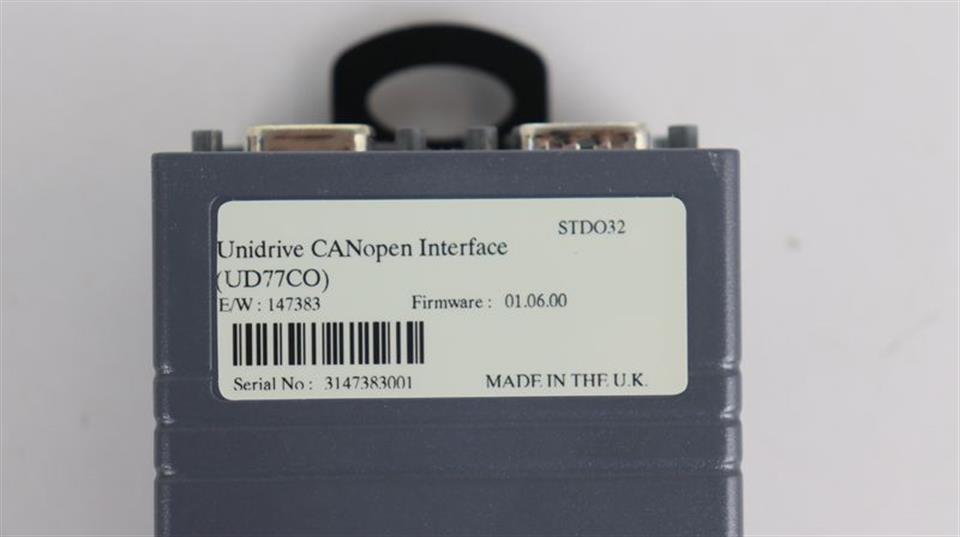 STDO32
Unidrive CANopen Interface
(UD77CO)
E/W : 147383 Firmware : 01.06.00
Serial No : 3147383001 MADE IN THE U.K.